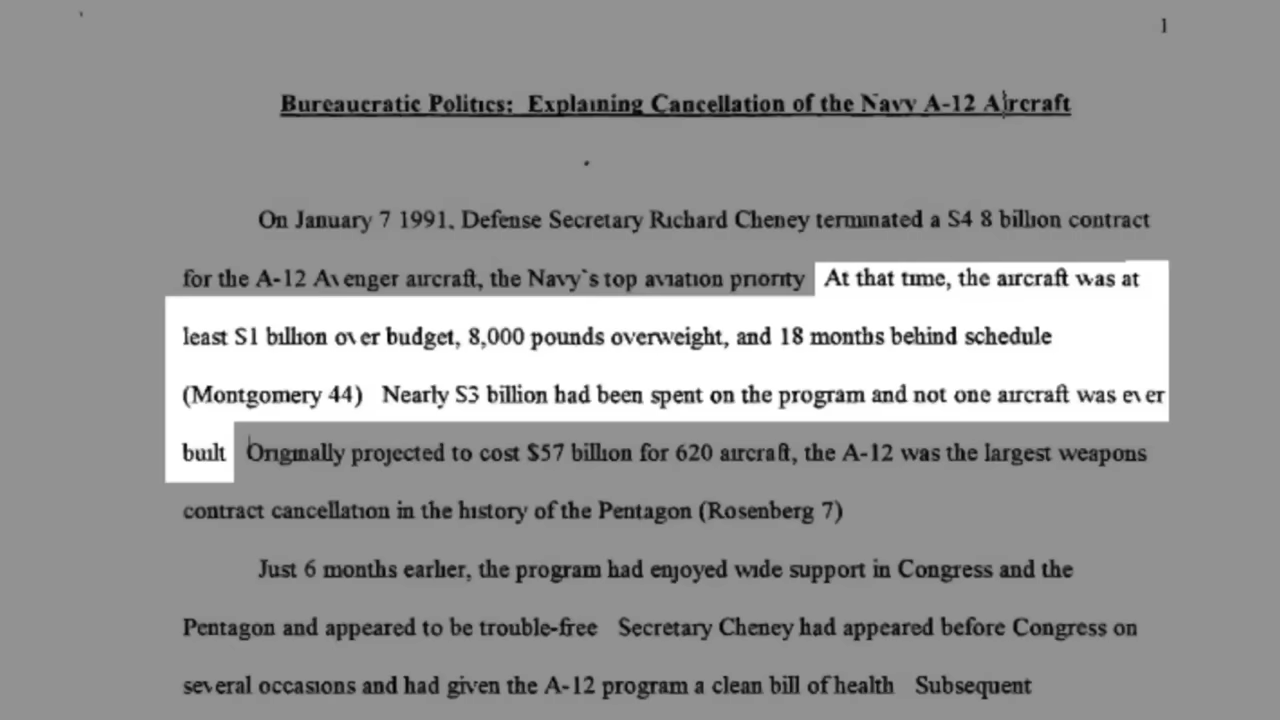 1
Bureaucratic Politics: Explaining Cancellation of the Navy A-12 Aircraft
On January 7 1991, Defense Secretary Richard Cheney terminated a $4 8 billion contract
for the A-12 Avenger aircraft, the Navy's top aviation priority At that time, the aircraft was at
least $1 billion over budget, 8,000 pounds overweight, and 18 months behind schedule
(Montgomery 44) Nearly $3 billion had been spent on the program and not one aircraft was ever
built Originally projected to cost $57 billion for 620 aircraft, the A-12 was the largest weapons
contract cancellation in the history of the Pentagon (Rosenberg 7)
Just 6 months earlier, the program had enjoyed wide support in Congress and the
Pentagon and appeared to be trouble-free Secretary Cheney had appeared before Congress on
several occasions and had given the A-12 program a clean bill of health Subsequent